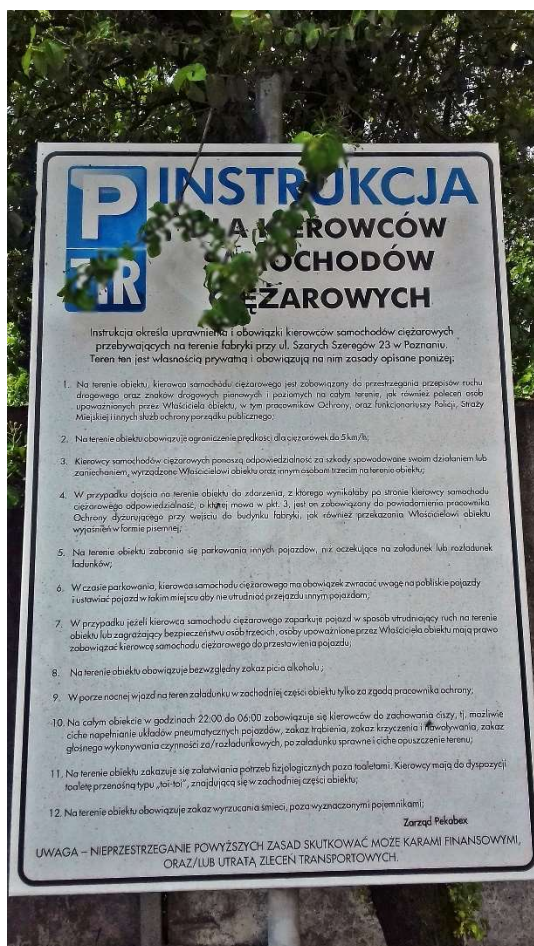 P INSTRUKCJA
DLA KIEROWCÓW
SAMOCHODÓW
CIĘŻAROWYCH
TIR
Instrukcja określa uprawnienia i obowiązki kierowców samochodów ciężarowych
przebywających na terenie fabryki przy ul. Szarych Szeregów 23 w Poznaniu.
Teren ten jest własnością prywatną i obowiązują na nim zasady opisane poniżej:
1. Na terenie obiektu, kierowca samochodu ciężarowego jest zobowiązany do przestrzegania przepisów ruchu
drogowego oraz znaków drogowych pionowych i poziomych na całym terenie, jak również poleceń osób
upoważnionych przez Właściciela obiektu, w tym pracowników Ochrony, oraz funkcjonariuszy Policji, Straży
Miejskiej i innych służb ochrony porządku publicznego;
2. Na terenie obiektu obowiązuje ograniczenie prędkości dla ciężarówek do 5 km/h;
3. Kierowcy samochodów ciężarowych ponoszą odpowiedzialność za szkody spowodowane swoim działaniem lub
zaniechaniem, wyrządzone Właścicielowi obiektu oraz innym osobom trzecim na terenie obiektu;
4. W przypadku dojścia na terenie obiektu do zdarzenia, z którego wynikałaby po stronie kierowcy samochodu
ciężarowego odpowiedzialność, o której mowa w pkt. 3, jest on zobowiązany do powiadomienia pracownika
Ochrony dyżurującego przy wejściu do budynku fabryki, jak również przekazania Właścicielowi obiektu
wyjaśnień w formie pisemnej;
5. Na terenie obiektu zabrania się parkowania innych pojazdów, niż oczekujące na załadunek lub rozładunek
ładunków;
6. W czasie parkowania, kierowca samochodu ciężarowego ma obowiązek zwracać uwagę na pobliskie pojazdy
i ustawiać pojazd w takim miejscu aby nie utrudniać przejazdu innym pojazdom;
7. W przypadku jeżeli kierowca samochodu ciężarowego zaparkuje pojazd w sposób utrudniający ruch na terenie
obiektu lub zagrażający bezpieczeństwu osób trzecich, osoby upoważnione przez Właściciela obiektu mają prawo
zobowiązać kierowcę samochodu ciężarowego do przestawienia pojazdu;
8. Na terenie obiektu obowiązuje bezwzględny zakaz picia alkoholu;
9. W porze nocnej wjazd na teren załadunku w zachodniej części obiektu tylko za zgodą pracownika ochrony;
10. Na całym obiekcie w godzinach 22:00 do 06:00 zobowiązuje się kierowców do zachowania ciszy, tj. możliwie
ciche napełnianie układów pneumatycznych pojazdów, zakaz trąbienia, zakaz krzyczenia i nawoływania, zakaz
głośnego wykonywania czynności za/rozładunkowych, po załadunku sprawne i ciche opuszczenie terenu;
11. Na terenie obiektu zakazuje się załatwiania potrzeb fizjologicznych poza toaletami. Kierowcy mają do dyspozycji
toaletę przenośną typu „toi-toi", znajdującą się w zachodniej części obiektu;
12. Na terenie obiektu obowiązuje zakaz wyrzucania śmieci, poza wyznaczonymi pojemnikami;
Zarząd Pekabex
UWAGA – NIEPRZESTRZEGANIE POWYŻSZYCH ZASAD SKUTKOWAĆ MOŻE KARAMI FINANSOWYMI,
ORAZ/LUB UTRATĄ ZLECEŃ TRANSPORTOWYCH.